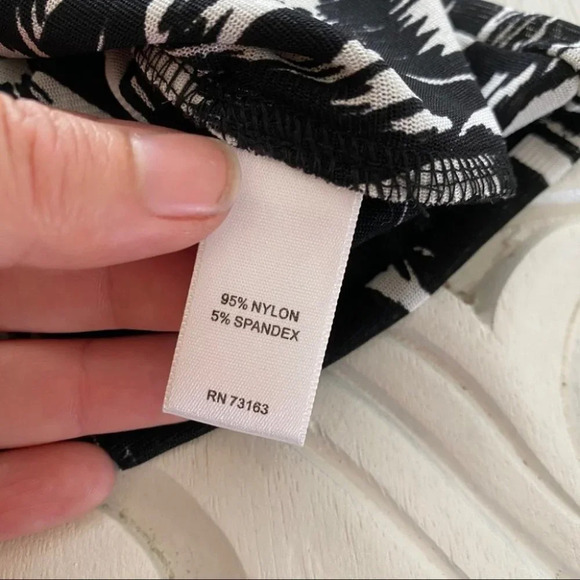 95% NYLON
5% SPANDEX
RN 73163